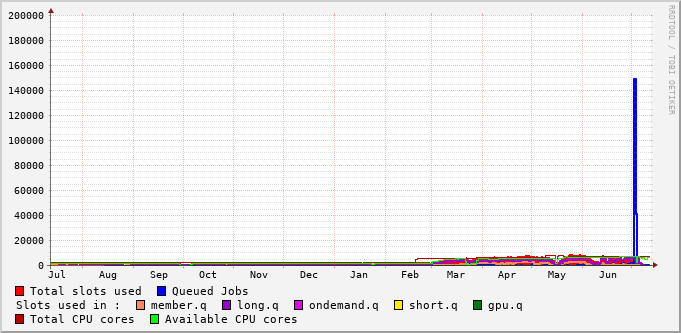 200000
180000
160000
140000
120000
100000
80000
60000
40000
20000
0
Jul Aug Sep Oct Nov Dec Jan Feb Mar Apr May Jun
Total slots used Queued Jobs
Slots used in : member.q long.q ondemand.q short.q gpu.q
Total CPU cores Available CPU cores
RRDTOOL / TOBI OETIKER